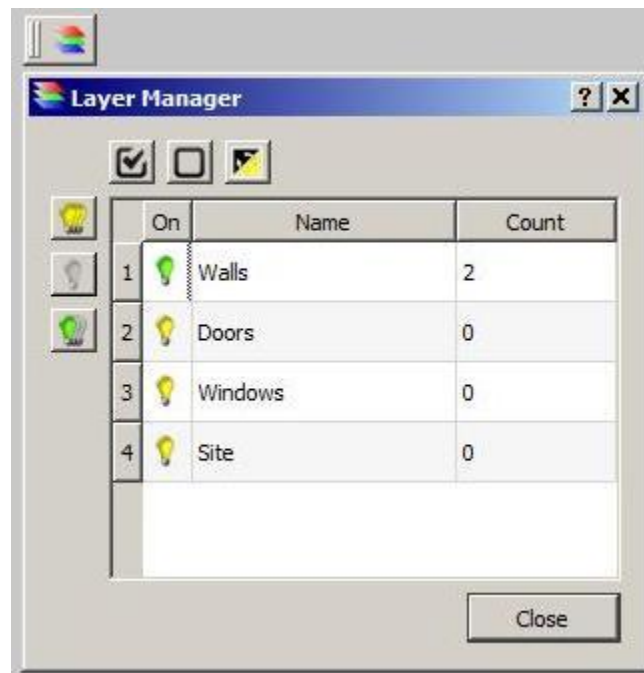 Layer Manager
On Name Count
1 Walls 2
2 Doors 0
3 Windows 0
4 Site 0
Close